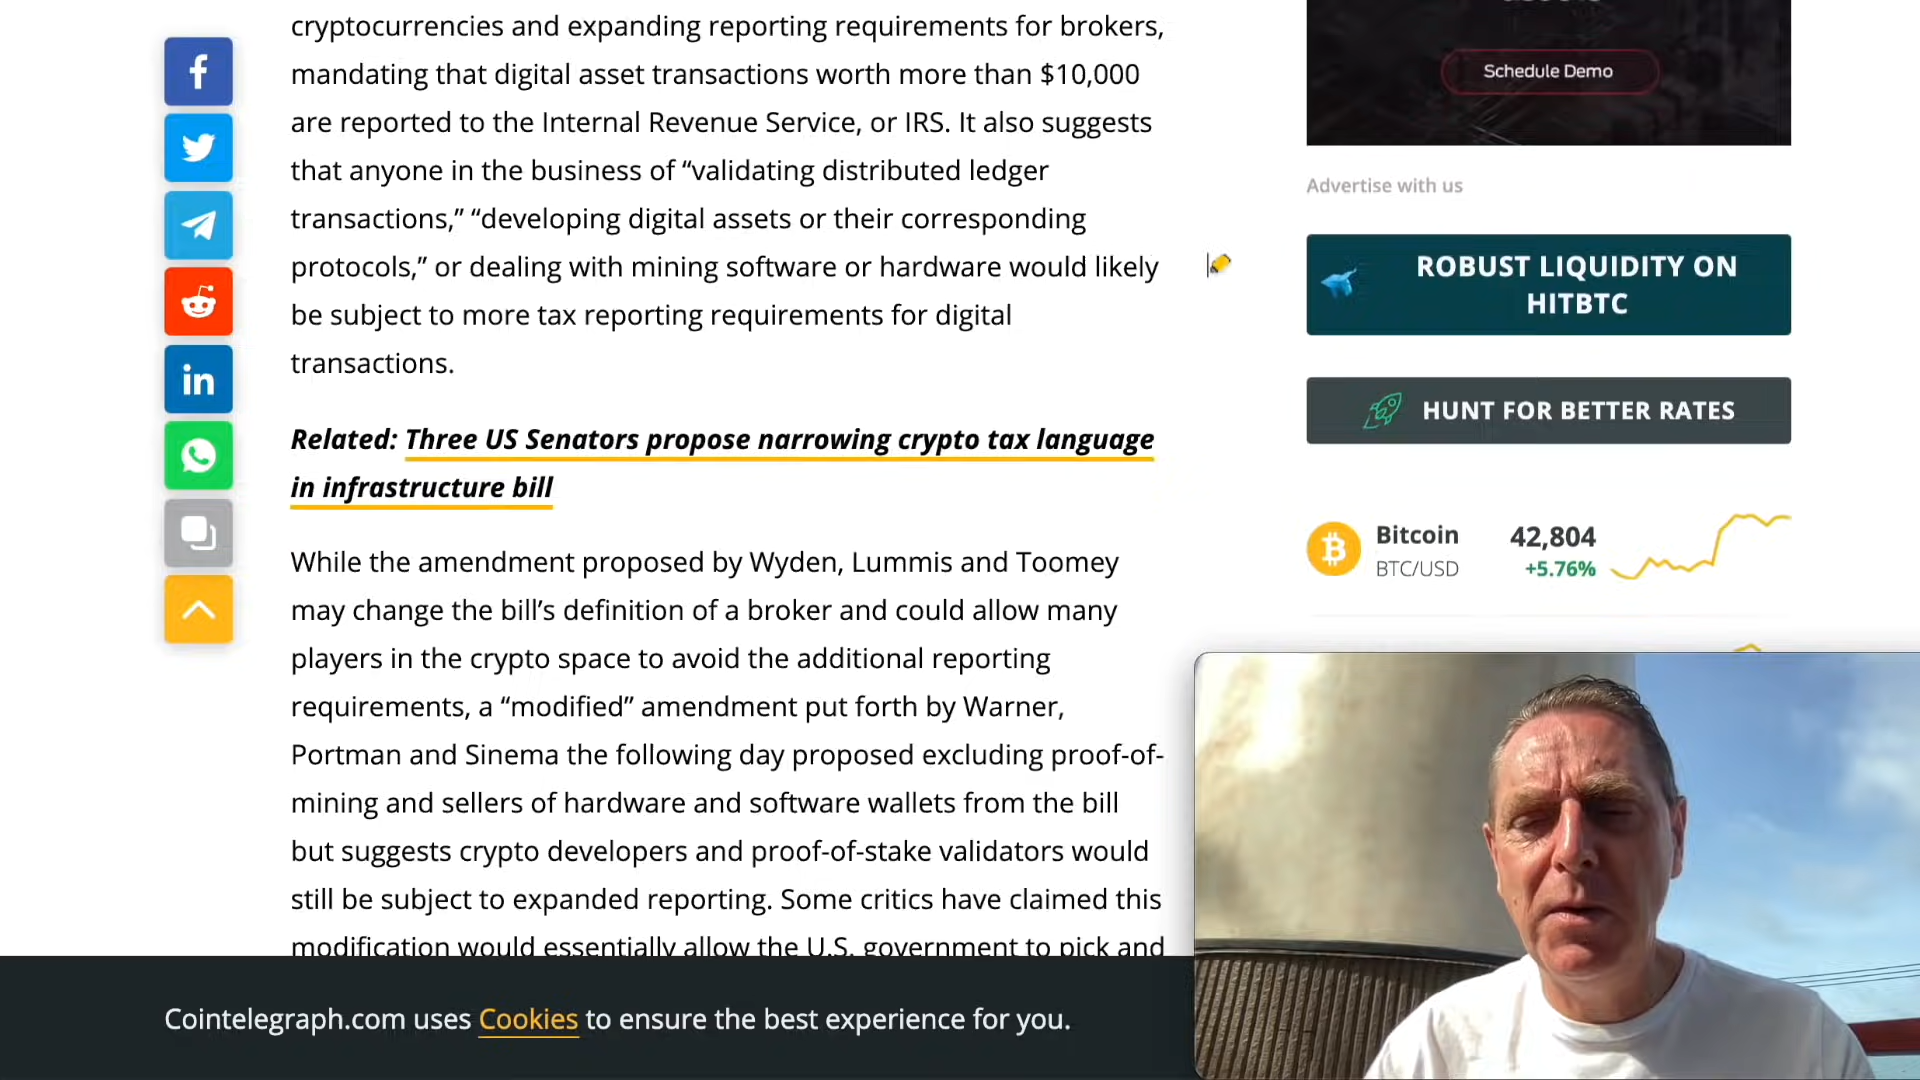 cryptocurrencies and expanding reporting requirements for brokers,
mandating that digital asset transactions worth more than $10,000
are reported to the Internal Revenue Service, or IRS. It also suggests
that anyone in the business of “validating distributed ledger
transactions,” “developing digital assets or their corresponding
protocols,” or dealing with mining software or hardware would likely
be subject to more tax reporting requirements for digital
transactions.
Related: Three US Senators propose narrowing crypto tax language
in infrastructure bill
While the amendment proposed by Wyden, Lummis and Toomey
may change the bill’s definition of a broker and could allow many
players in the crypto space to avoid the additional reporting
requirements, a “modified” amendment put forth by Warner,
Portman and Sinema the following day proposed excluding proof-of-
mining and sellers of hardware and software wallets from the bill
but suggests crypto developers and proof-of-stake validators would
still be subject to expanded reporting. Some critics have claimed this
modification would essentially allow the U.S. government to pick and
Schedule Demo
Advertise with us
ROBUST LIQUIDITY ON
HITBTC
HUNT FOR BETTER RATES
Bitcoin 42,804
BTC/USD +5.76%
Cointelegraph.com uses Cookies to ensure the best experience for you.